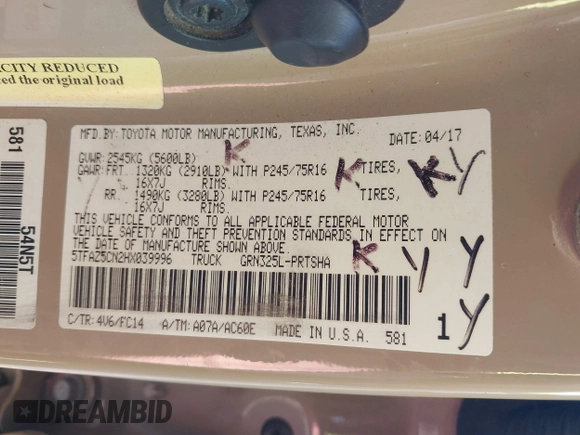 CITY REDUCED
ed the original load
581 54A5T
MFD.BY: TOYOTA MOTOR MANUFACTURING, TEXAS, INC. DATE: 04/17
GVWR: 2545KG (5600LB) K
GAWR: FRT. 1320KG (2910LB) WITH P245/75R16 K TIRES, K Y
16X7J RIMS.
RR. 1490KG (3280LB) WITH P245/75R16 TIRES,
16X7J RIMS.
THIS VEHICLE CONFORMS TO ALL APPLICABLE FEDERAL MOTOR
VEHICLE SAFETY AND THEFT PREVENTION STANDARDS IN EFFECT ON
THE DATE OF MANUFACTURE SHOWN ABOVE.
5TFAZ5CN2HX039996 TRUCK GRN325L-PRTSHA K Y Y
C/TR: 4V6/FC14 A/TM: A07A/AC60E MADE IN U.S.A. 581 1 Y
DREAMBID